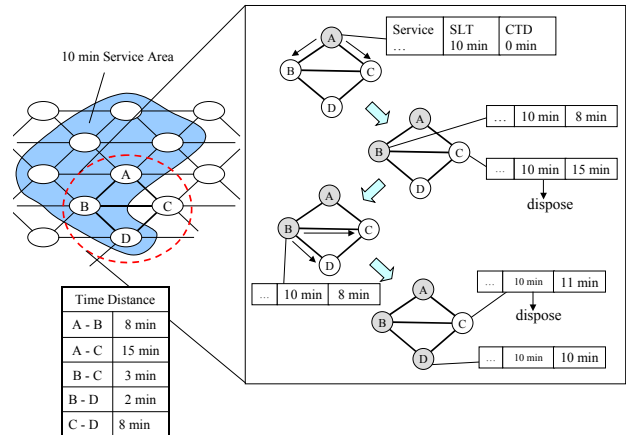 10 min Service Area
A
B
C
D
Time Distance
A - B 8 min
A - C 15 min
B - C 3 min
B - D 2 min
C - D 8 min
A
B
C
D
Service SLT CTD
... 10 min 0 min
A
B
C
D
... 10 min 8 min
... 10 min 15 min
dispose
A
B
C
D
... 10 min 8 min
A
B
C
D
... 10 min 11 min
dispose
... 10 min 10 min